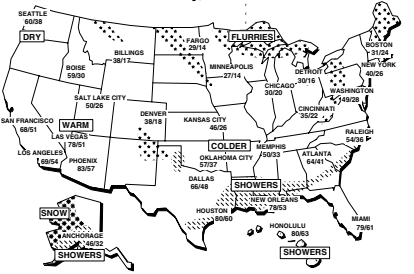 SEATTLE
60/38
DRY
BILLINGS
38/17
BOISE
59/30
FARGO
29/14
FLURRIES
MINNEAPOLIS
27/14
BOSTON
31/24
NEW YORK
40/26
DETROIT
30/16
CHICAGO
30/20
WASHINGTON
49/28
SALT LAKE CITY
50/26
DENVER
38/18
KANSAS CITY
46/26
CINCINNATI
35/22
SAN FRANCISCO
68/51
WARM
LAS VEGAS
78/51
LOS ANGELES
69/54
PHOENIX
83/57
COLDER
OKLAHOMA CITY
57/37
MEMPHIS
50/33
RALEIGH
54/36
ATLANTA
64/41
DALLAS
66/48
SHOWERS
NEW ORLEANS
78/53
HOUSTON
80/60
MIAMI
79/61
SNOW
ANCHORAGE
46/32
SHOWERS
HONOLULU
80/63
SHOWERS